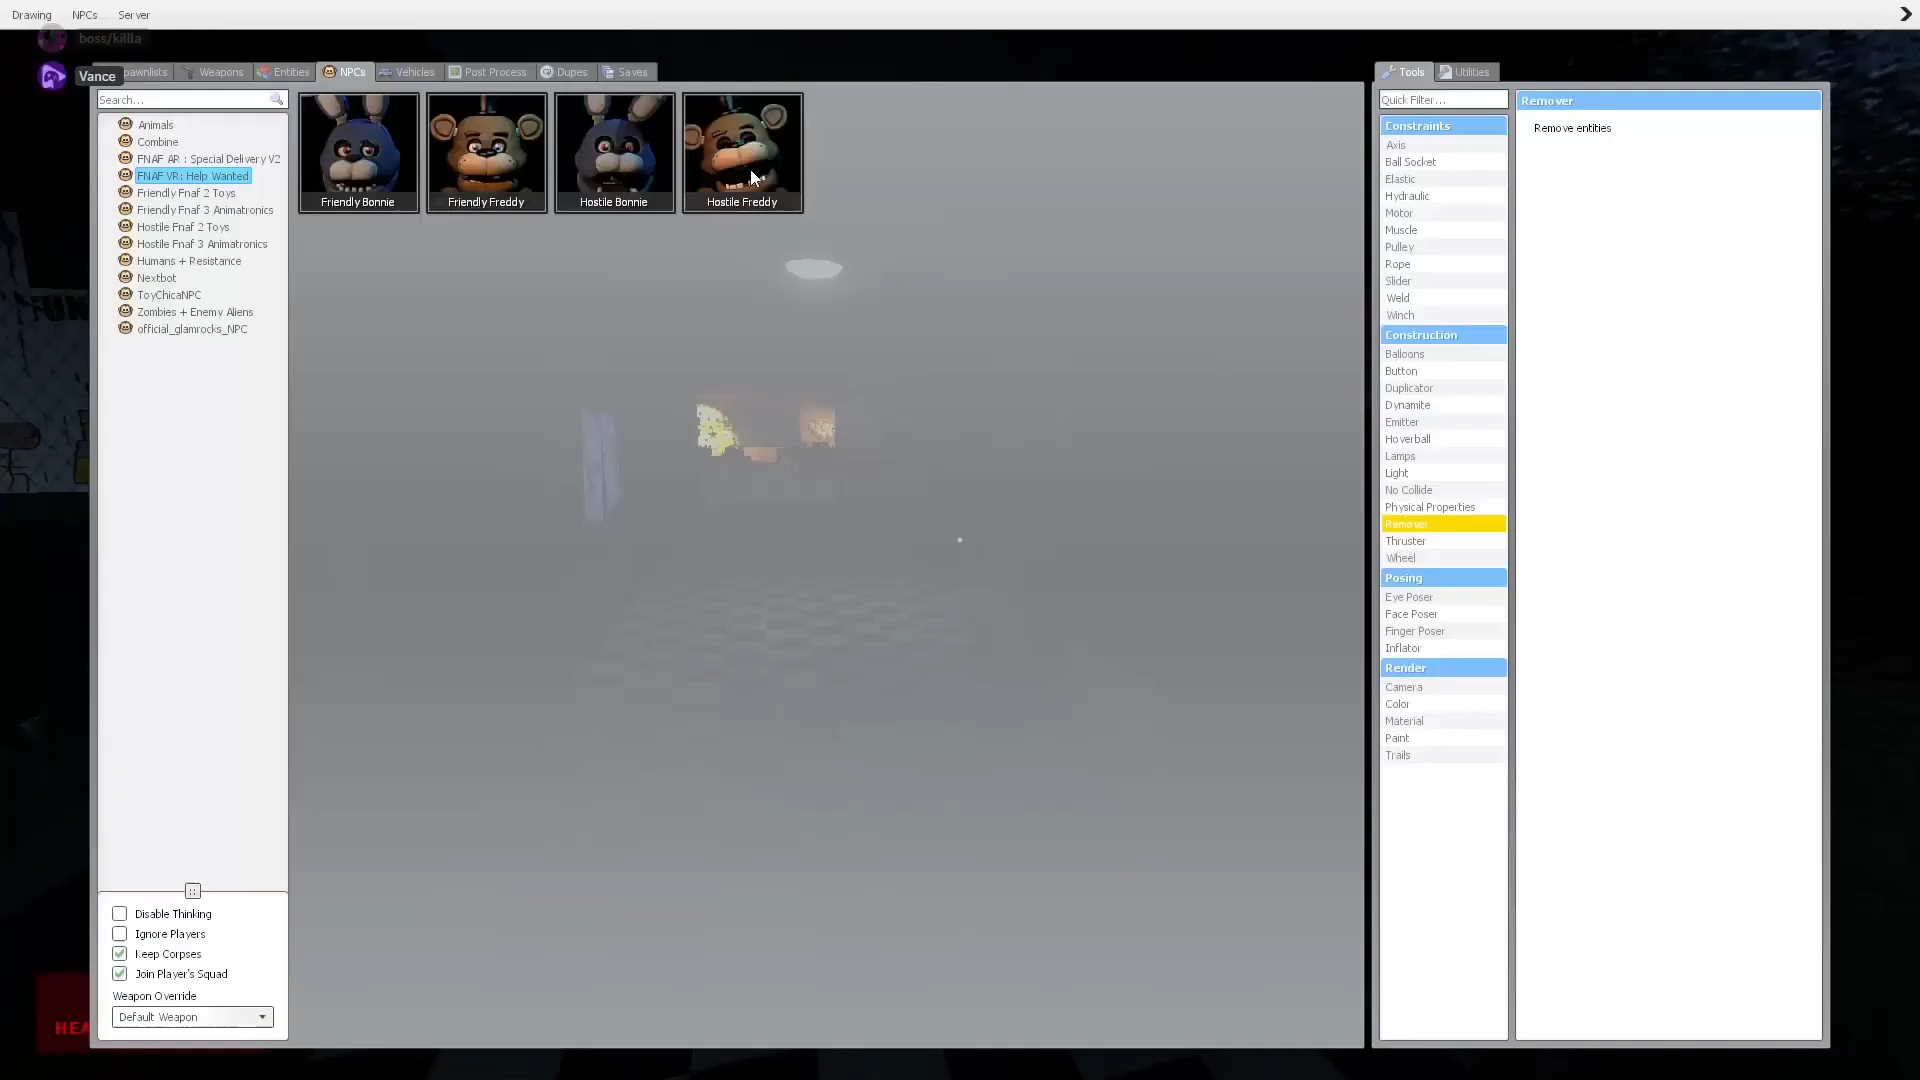 Drawing NPCs Server
boss/killla
Vance
pawnlists Weapons Entities NPCs Vehicles Post Process Dupes Saves
Tools Utilities
Search...
Animals
Combine
FNAF AR : Special Delivery V2
FNAF VR: Help Wanted
Friendly Fnaf 2 Toys
Friendly Fnaf 3 Animatronics
Hostile Fnaf 2 Toys
Hostile Fnaf 3 Animatronics
Humans + Resistance
Nextbot
ToyChicaNPC
Zombies + Enemy Aliens
official_glamrocks_NPC
Friendly Bonnie
Friendly Freddy
Hostile Bonnie
Hostile Freddy
Disable Thinking
Ignore Players
Keep Corpses
Join Player's Squad
Weapon Override
Default Weapon
HEA
Quick Filter...
Constraints
Axis
Ball Socket
Elastic
Hydraulic
Motor
Muscle
Pulley
Rope
Slider
Weld
Winch
Construction
Balloons
Button
Duplicator
Dynamite
Emitter
Hoverball
Lamps
Light
No Collide
Physical Properties
Remover
Thruster
Wheel
Posing
Eye Poser
Face Poser
Finger Poser
Inflator
Render
Camera
Color
Material
Paint
Trails
Remover
Remove entities